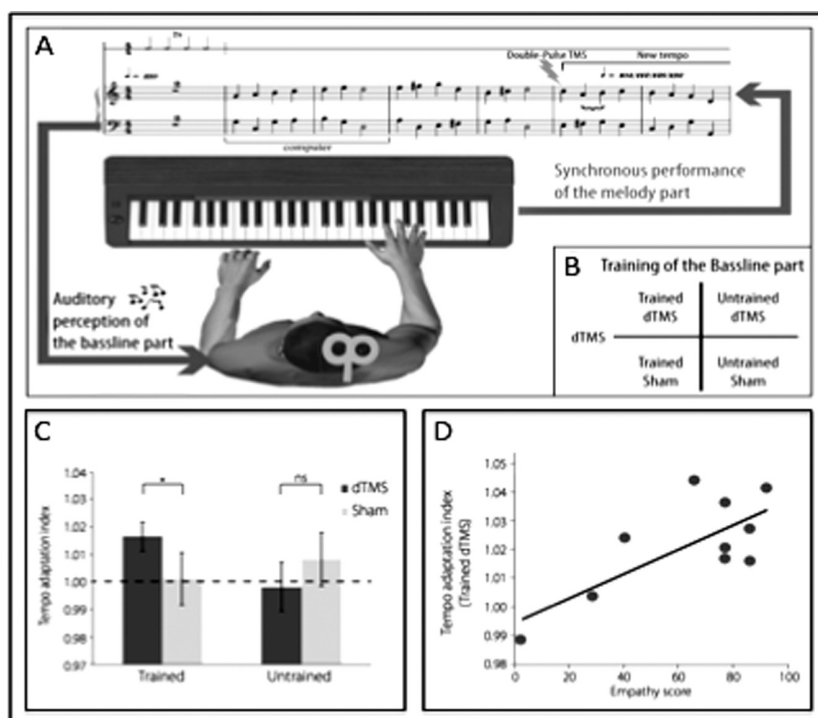 A
Double-Pulse TMS
New tempo
computer
Synchronous performance
of the melody part
Auditory
perception of
the bassline part
B
Training of the Bassline part
Trained
dTMS
Untrained
dTMS
dTMS
Trained
Sham
Untrained
Sham
C
Tempo adaptation index
1.04
1.03
1.02
1.01
1.00
0.99
0.98
0.97
*
ns
dTMS
Sham
Trained
Untrained
D
Tempo adaptation index
(Trained dTMS)
1.05
1.04
1.03
1.02
1.01
1.00
0.99
0.98
0
20
40
60
80
100
Empathy score